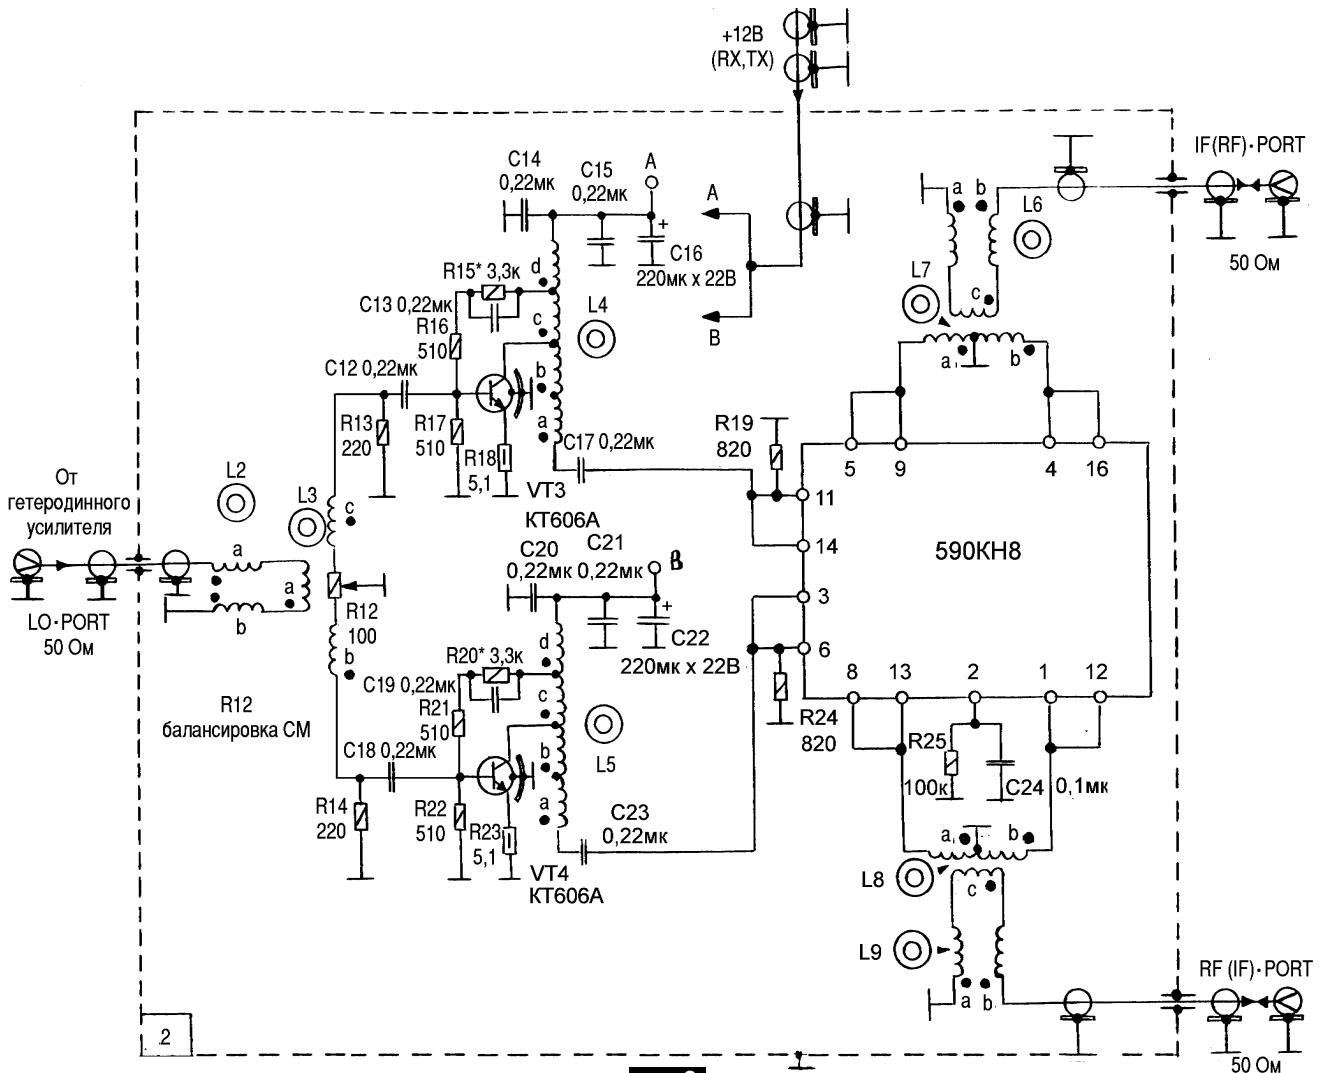 +12В
(RX,TX)
IF(RF)·PORT
50 Ом
C14
0,22мк
C15
0,22мк
A
A
B
+
C16
220мк x 22В
d
c
b
a
R15* 3,3к
C13 0,22мк
R16
510
L4
C12 0,22мк
R13
220
R17
510
R18
5,1
C17 0,22мк
VT3
КТ606А
a b
L6
L7
c
a
b
R19
820
5 9 4 16
11
14
3
6
590КН8
8 13 2 1 12
От
гетеродинного
усилителя
L2
L3
a
b
a
c
b
R12
100
LO·PORT
50 Ом
R12
балансировка СМ
C20
0,22мк
C21
0,22мк
B
+
C22
220мк x 22В
d
c
b
a
R20* 3,3к
C19 0,22мк
R21
510
L5
C18 0,22мк
R14
220
R22
510
R23
5,1
C23
0,22мк
VT4
КТ606А
R24
820
R25
100к
C24 0,1мк
a
b
L8
c
L9
a b
RF (IF)·PORT
50 Ом
2